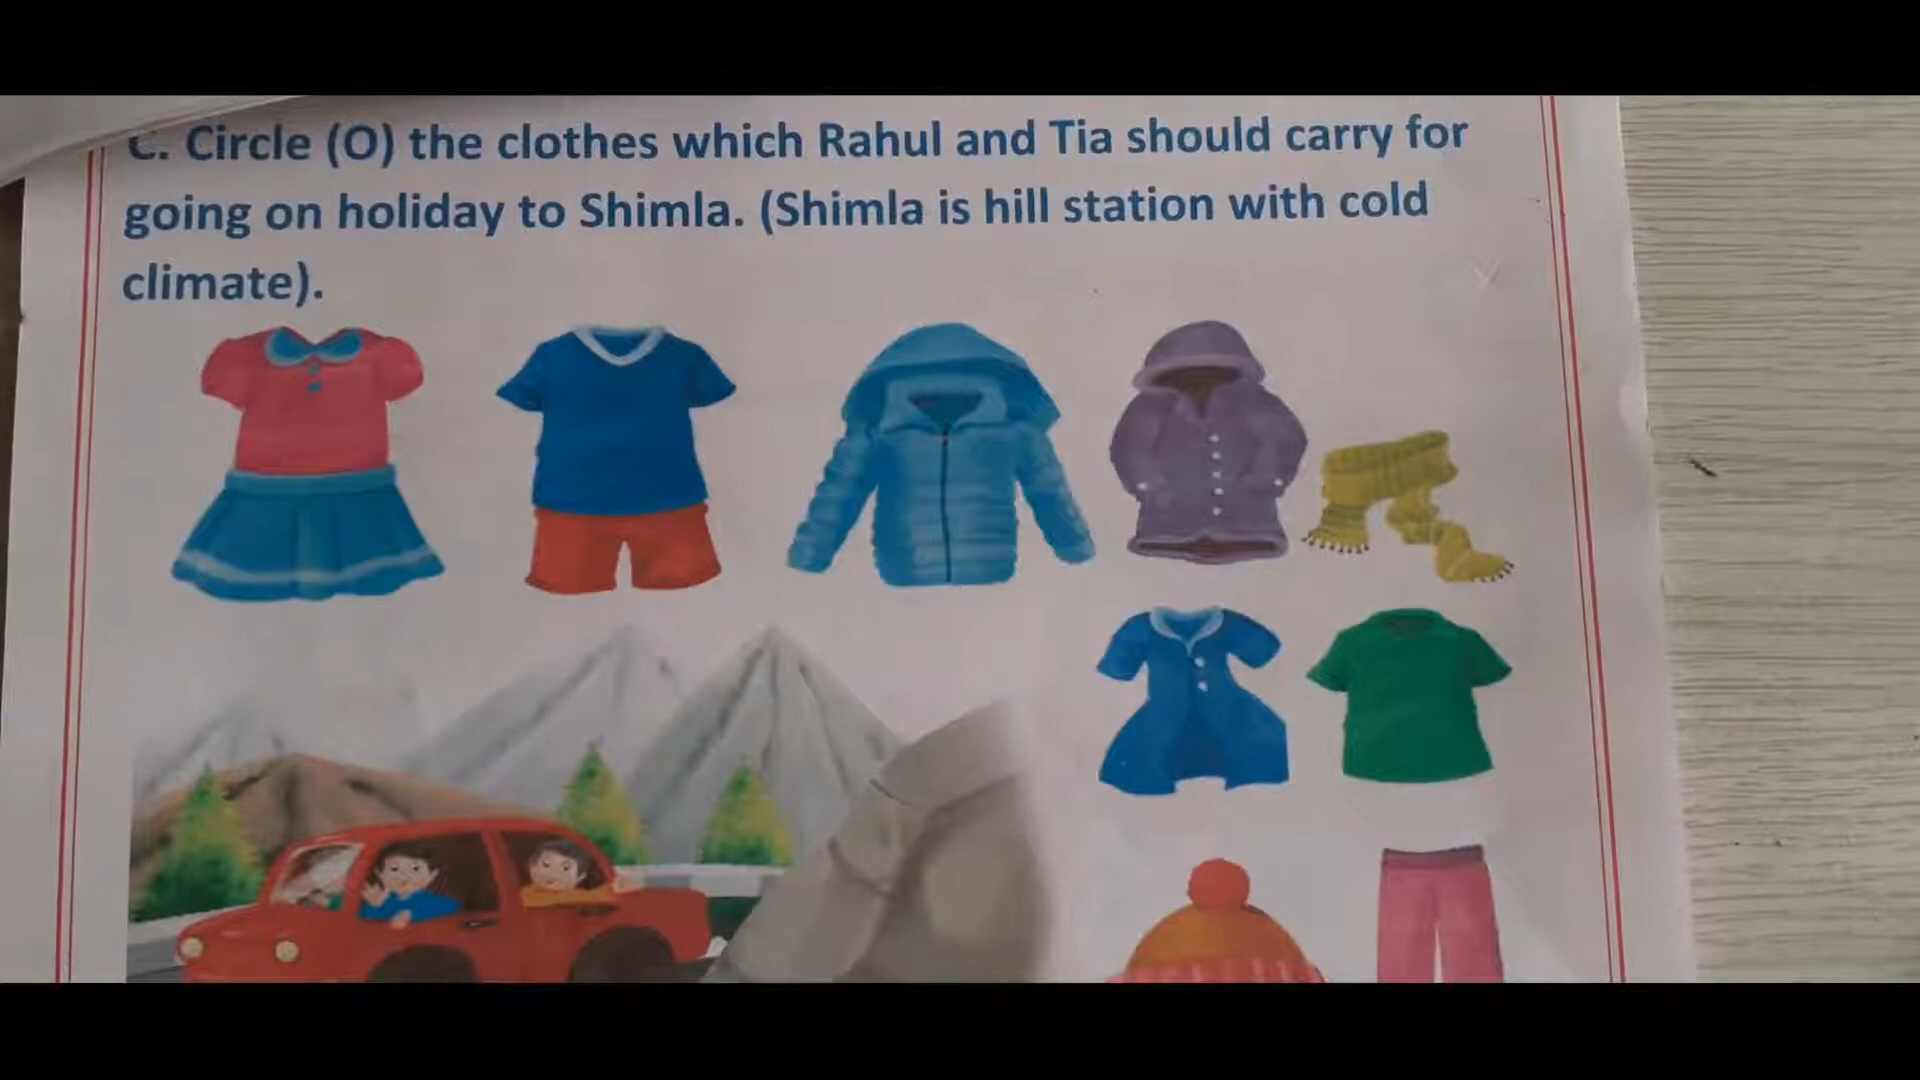 C. Circle (O) the clothes which Rahul and Tia should carry for
going on holiday to Shimla. (Shimla is hill station with cold
climate).